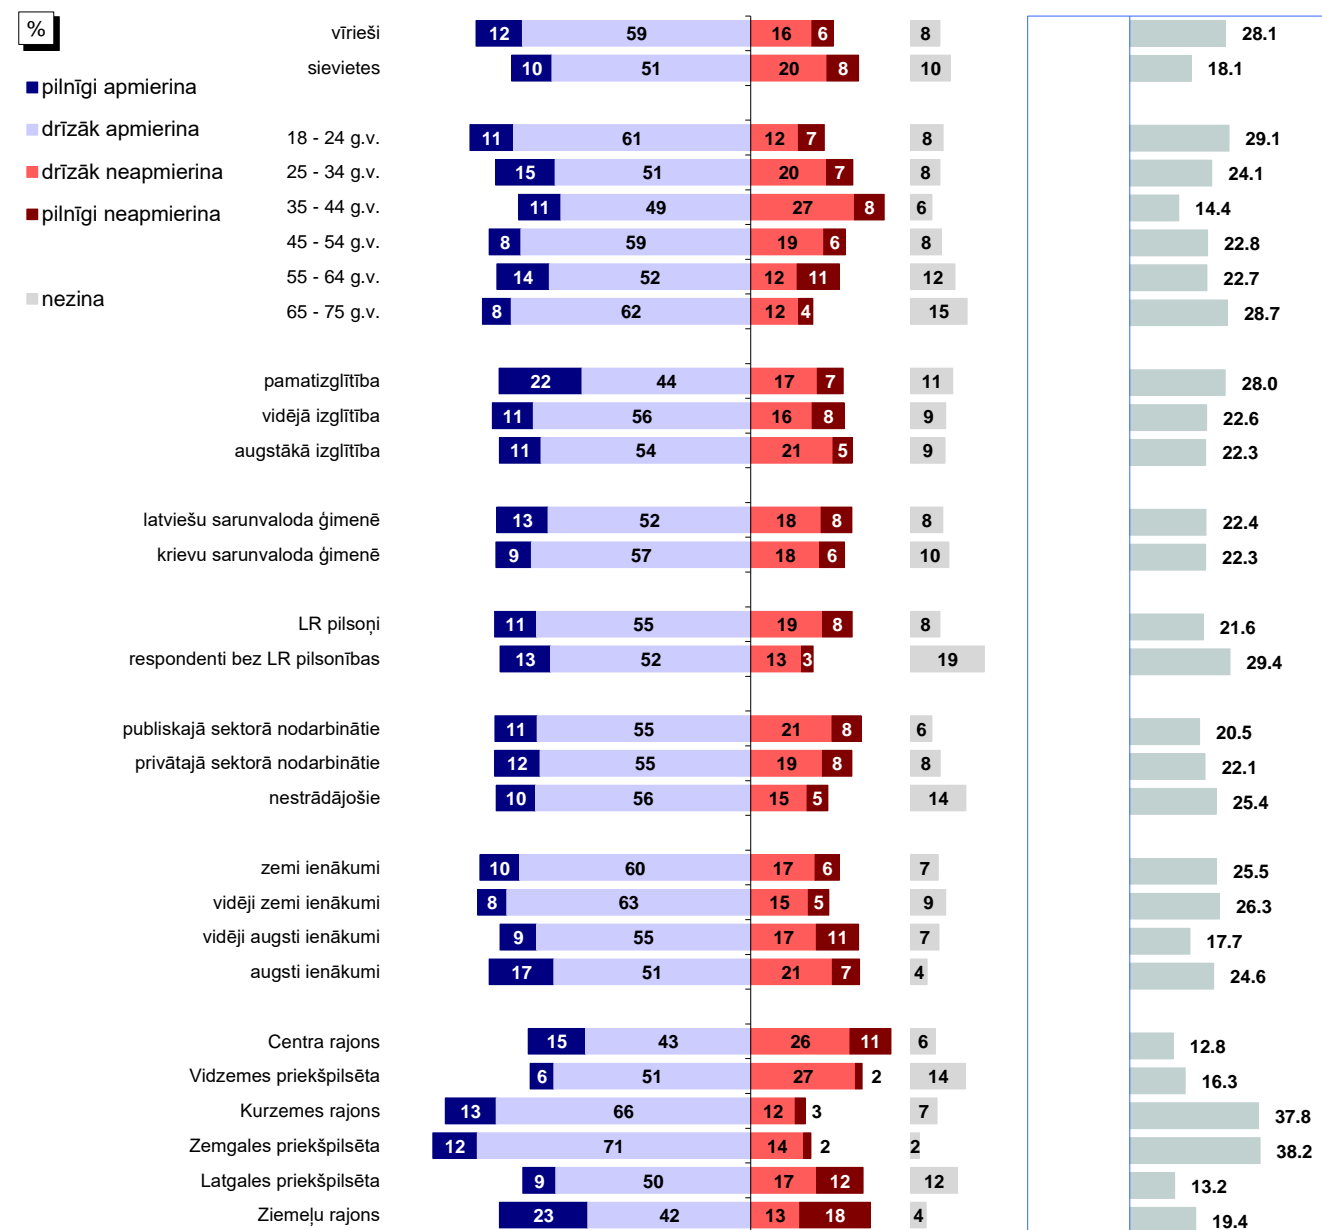 %
pilnīgi apmierina
drīzāk apmierina
drīzāk neapmierina
pilnīgi neapmierina
nezina
vīrieši 12 59 16 6 8 28.1
sievietes 10 51 20 8 10 18.1
18 - 24 g.v. 11 61 12 7 8 29.1
25 - 34 g.v. 15 51 20 7 8 24.1
35 - 44 g.v. 11 49 27 8 6 14.4
45 - 54 g.v. 8 59 19 6 8 22.8
55 - 64 g.v. 14 52 12 11 12 22.7
65 - 75 g.v. 8 62 12 4 15 28.7
pamatizglītība 22 44 17 7 11 28.0
vidējā izglītība 11 56 16 8 9 22.6
augstākā izglītība 11 54 21 5 9 22.3
latviešu sarunvaloda ģimenē 13 52 18 8 8 22.4
krievu sarunvaloda ģimenē 9 57 18 6 10 22.3
LR pilsoņi 11 55 19 8 8 21.6
respondenti bez LR pilsonības 13 52 13 3 19 29.4
publiskajā sektorā nodarbinātie 11 55 21 8 6 20.5
privātajā sektorā nodarbinātie 12 55 19 8 8 22.1
nestrādājošie 10 56 15 5 14 25.4
zemi ienākumi 10 60 17 6 7 25.5
vidēji zemi ienākumi 8 63 15 5 9 26.3
vidēji augsti ienākumi 9 55 17 11 7 17.7
augsti ienākumi 17 51 21 7 4 24.6
Centra rajons 15 43 26 11 6 12.8
Vidzemes priekšpilsēta 6 51 27 2 14 16.3
Kurzemes rajons 13 66 12 3 7 37.8
Zemgales priekšpilsēta 12 71 14 2 2 38.2
Latgales priekšpilsēta 9 50 17 12 12 13.2
Ziemeļu rajons 23 42 13 18 4 19.4